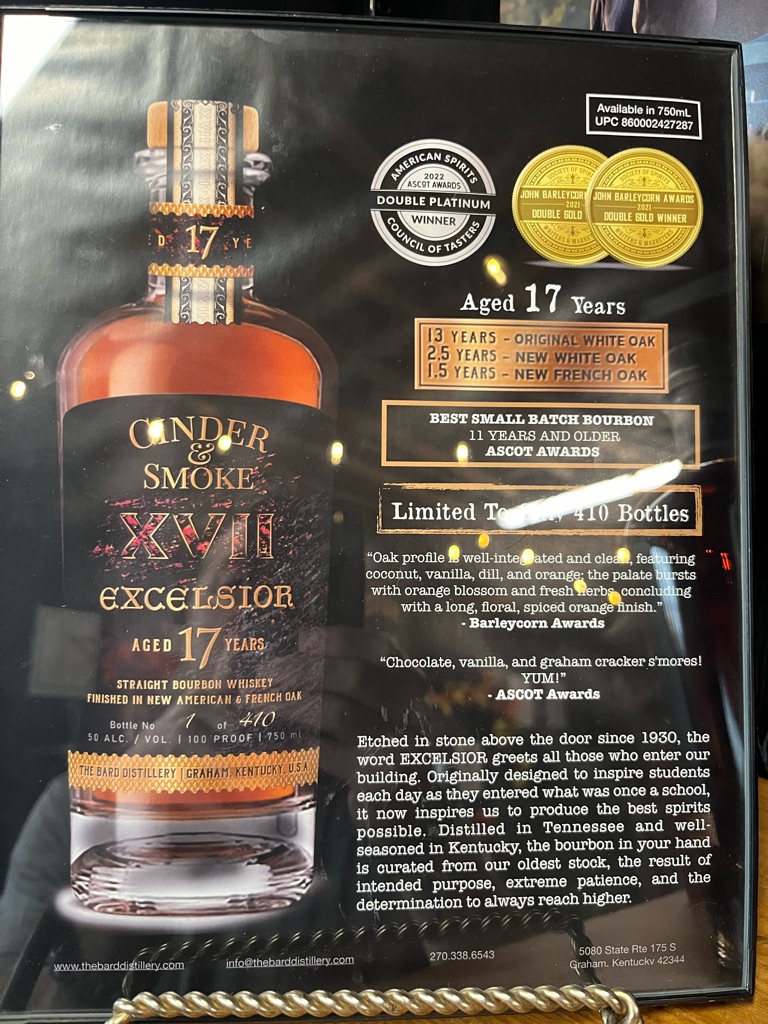 Available in 750mL
UPC 860002427287
AMERICAN SPIRITS
2022
ASCOT AWARDS
DOUBLE PLATINUM
WINNER
COUNCIL OF TASTERS
JOHN BARLEYCORN
2021
DOUBLE GOLD
JOHN BARLEYCORN AWARDS
2021
DOUBLE GOLD WINNER
D 17 YE
Aged 17 Years
13 YEARS - ORIGINAL WHITE OAK
2.5 YEARS - NEW WHITE OAK
1.5 YEARS - NEW FRENCH OAK
BEST SMALL BATCH BOURBON
11 YEARS AND OLDER
ASCOT AWARDS
Limited To 410 Bottles
CINDER
&
SMOKE
XVII
EXCELSIOR
AGED 17 YEARS
STRAIGHT BOURBON WHISKEY
FINISHED IN NEW AMERICAN & FRENCH OAK
Bottle No 1 of 410
50 ALC. / VOL. | 100 PROOF | 750 ml
THE BARD DISTILLERY | GRAHAM, KENTUCKY, U.S.A
“Oak profile is well-integrated and clean, featuring
coconut, vanilla, dill, and orange; the palate bursts
with orange blossom and fresh herbs, concluding
with a long, floral, spiced orange finish.”
- Barleycorn Awards
“Chocolate, vanilla, and graham cracker s'mores!
YUM!”
- ASCOT Awards
Etched in stone above the door since 1930, the
word EXCELSIOR greets all those who enter our
building. Originally designed to inspire students
each day as they entered what was once a school,
it now inspires us to produce the best spirits
possible. Distilled in Tennessee and well-
seasoned in Kentucky, the bourbon in your hand
is curated from our oldest stock, the result of
intended purpose, extreme patience, and the
determination to always reach higher.
www.thebarddistillery.com
info@thebarddistillery.com
270.338.6543
5080 State Rte 175 S
Graham, Kentucky 42344